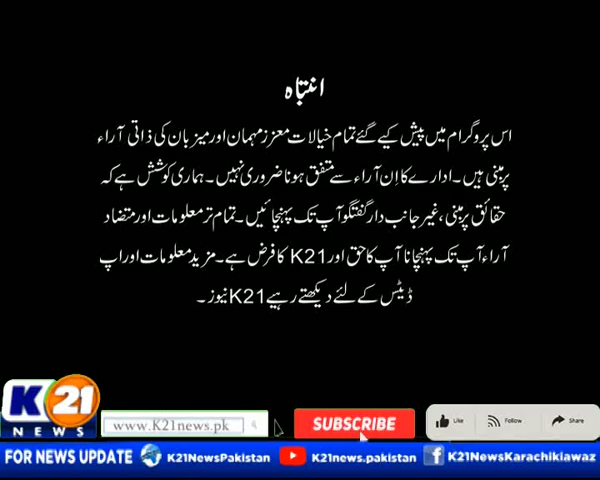 انتباہ
اس پروگرام میں پیش کیے گئے تمام خیالات معزز مہمان اور میزبان کی ذاتی آراء
پر مبنی ہیں۔ ادارے کا اِن آراء سے متفق ہونا ضروری نہیں۔ ہماری کوشش ہے کہ
حقائق پر مبنی، غیر جانب دار گفتگو آپ تک پہنچائیں۔ تمام تر معلومات اور متضاد
آراء آپ تک پہنچانا آپ کا حق اور K21 کا فرض ہے۔ مزید معلومات اور اپ
ڈیٹس کے لئے دیکھتے رہیے K21 نیوز۔
K21
NEWS
www.K21news.pk
SUBSCRIBE
Like
Follow
Share
FOR NEWS UPDATE
K21NewsPakistan
K21news.pakistan
K21NewsKarachikiawaz